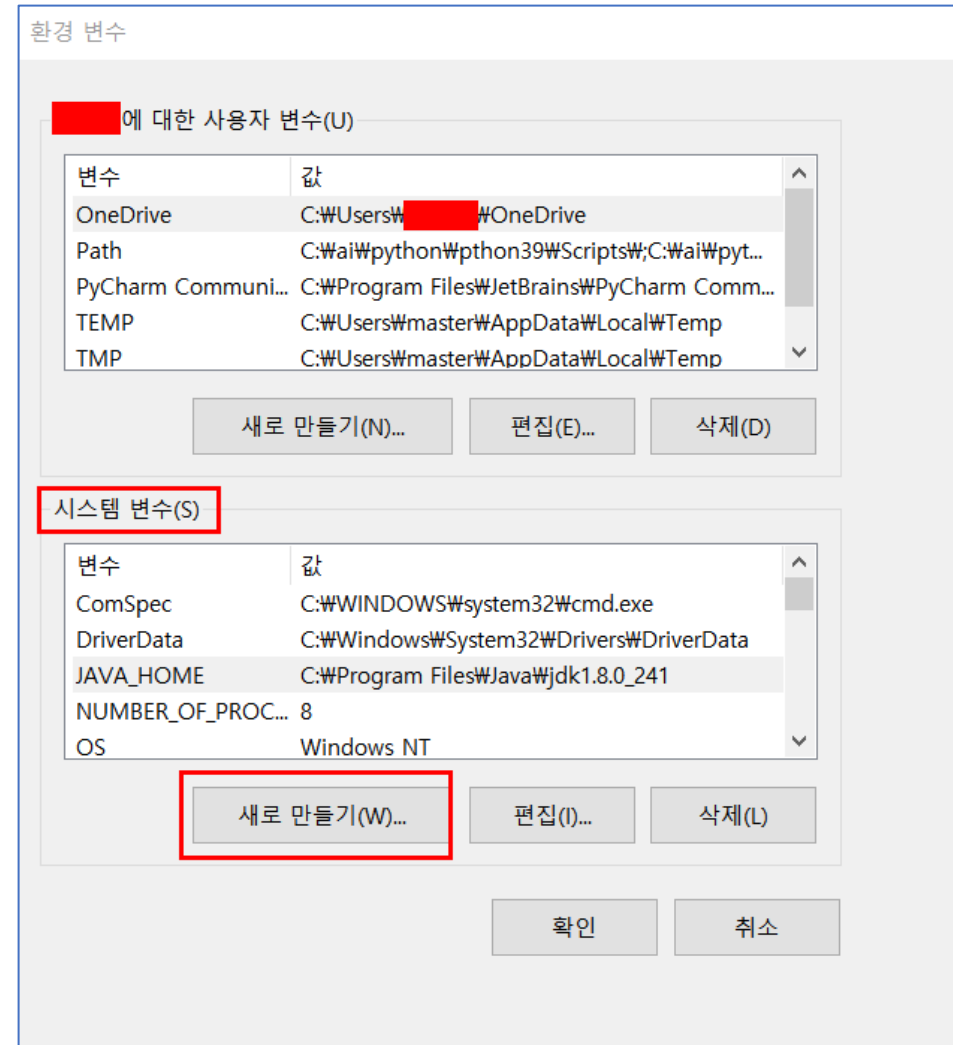 환경 변수
에 대한 사용자 변수(U)
변수 값
OneDrive C:₩Users₩ ₩OneDrive
Path C:₩ai₩python₩pthon39₩Scripts₩;C:₩ai₩pyt...
PyCharm Communi... C:₩Program Files₩JetBrains₩PyCharm Comm...
TEMP C:₩Users₩master₩AppData₩Local₩Temp
TMP C:₩Users₩master₩AppData₩Local₩Temp
새로 만들기(N)... 편집(E)... 삭제(D)
시스템 변수(S)
변수 값
ComSpec C:₩WINDOWS₩system32₩cmd.exe
DriverData C:₩Windows₩System32₩Drivers₩DriverData
JAVA_HOME C:₩Program Files₩Java₩jdk1.8.0_241
NUMBER_OF_PROC... 8
OS Windows NT
새로 만들기(W)... 편집(I)... 삭제(L)
확인 취소